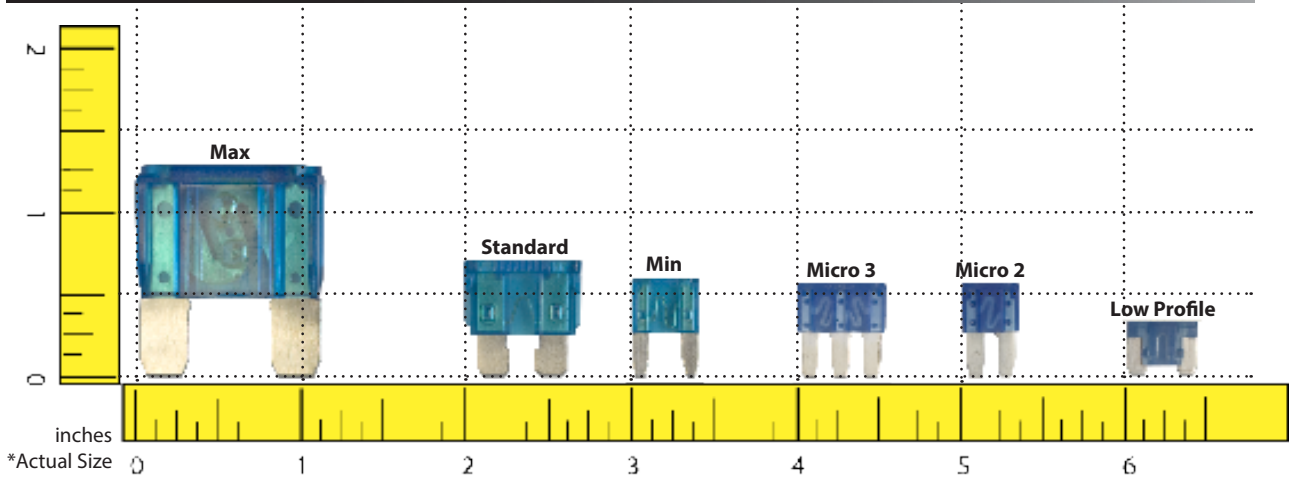 2
Max
1
Standard
Min
Micro 3
Micro 2
Low Profile
0
inches
*Actual Size
0 1 2 3 4 5 6